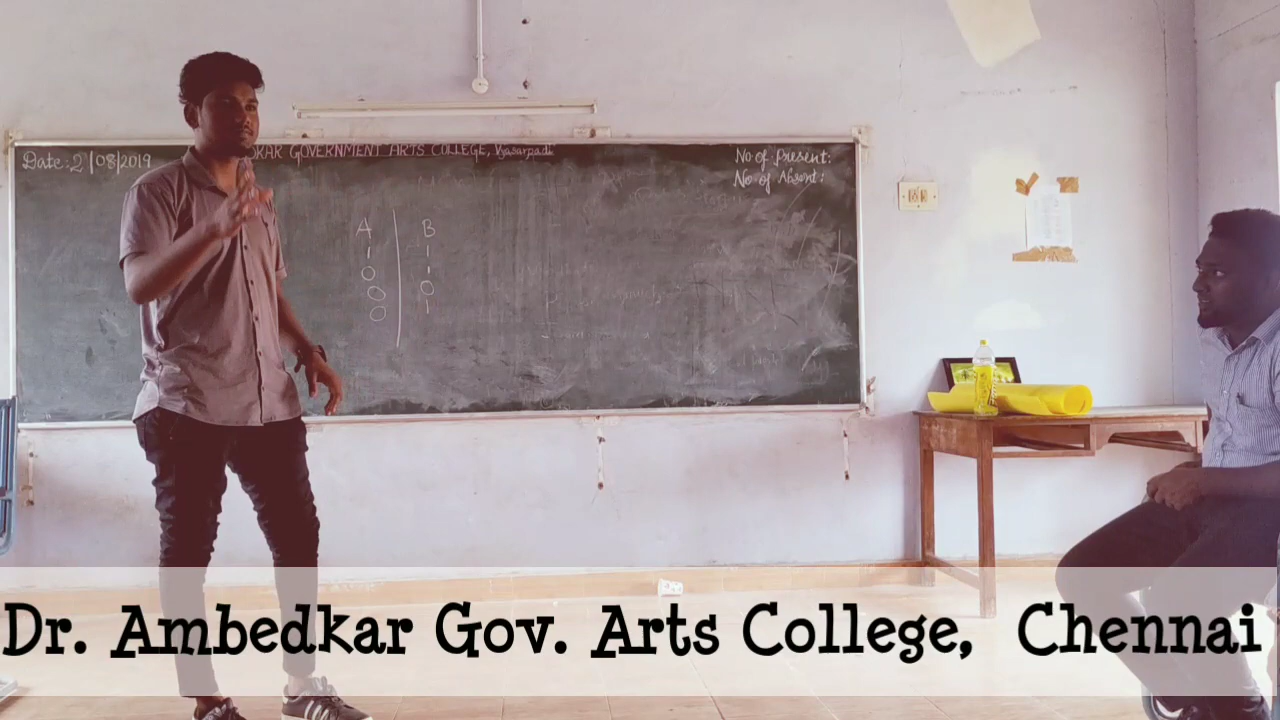 Date: 2/08/2019
DKAR GOVERNMENT ARTS COLLEGE, Vyasarpadi
No of Present:
No of Absent:
A B
1 1
0 1
0 0
0 1
Dr. Ambedkar Gov. Arts College, Chennai